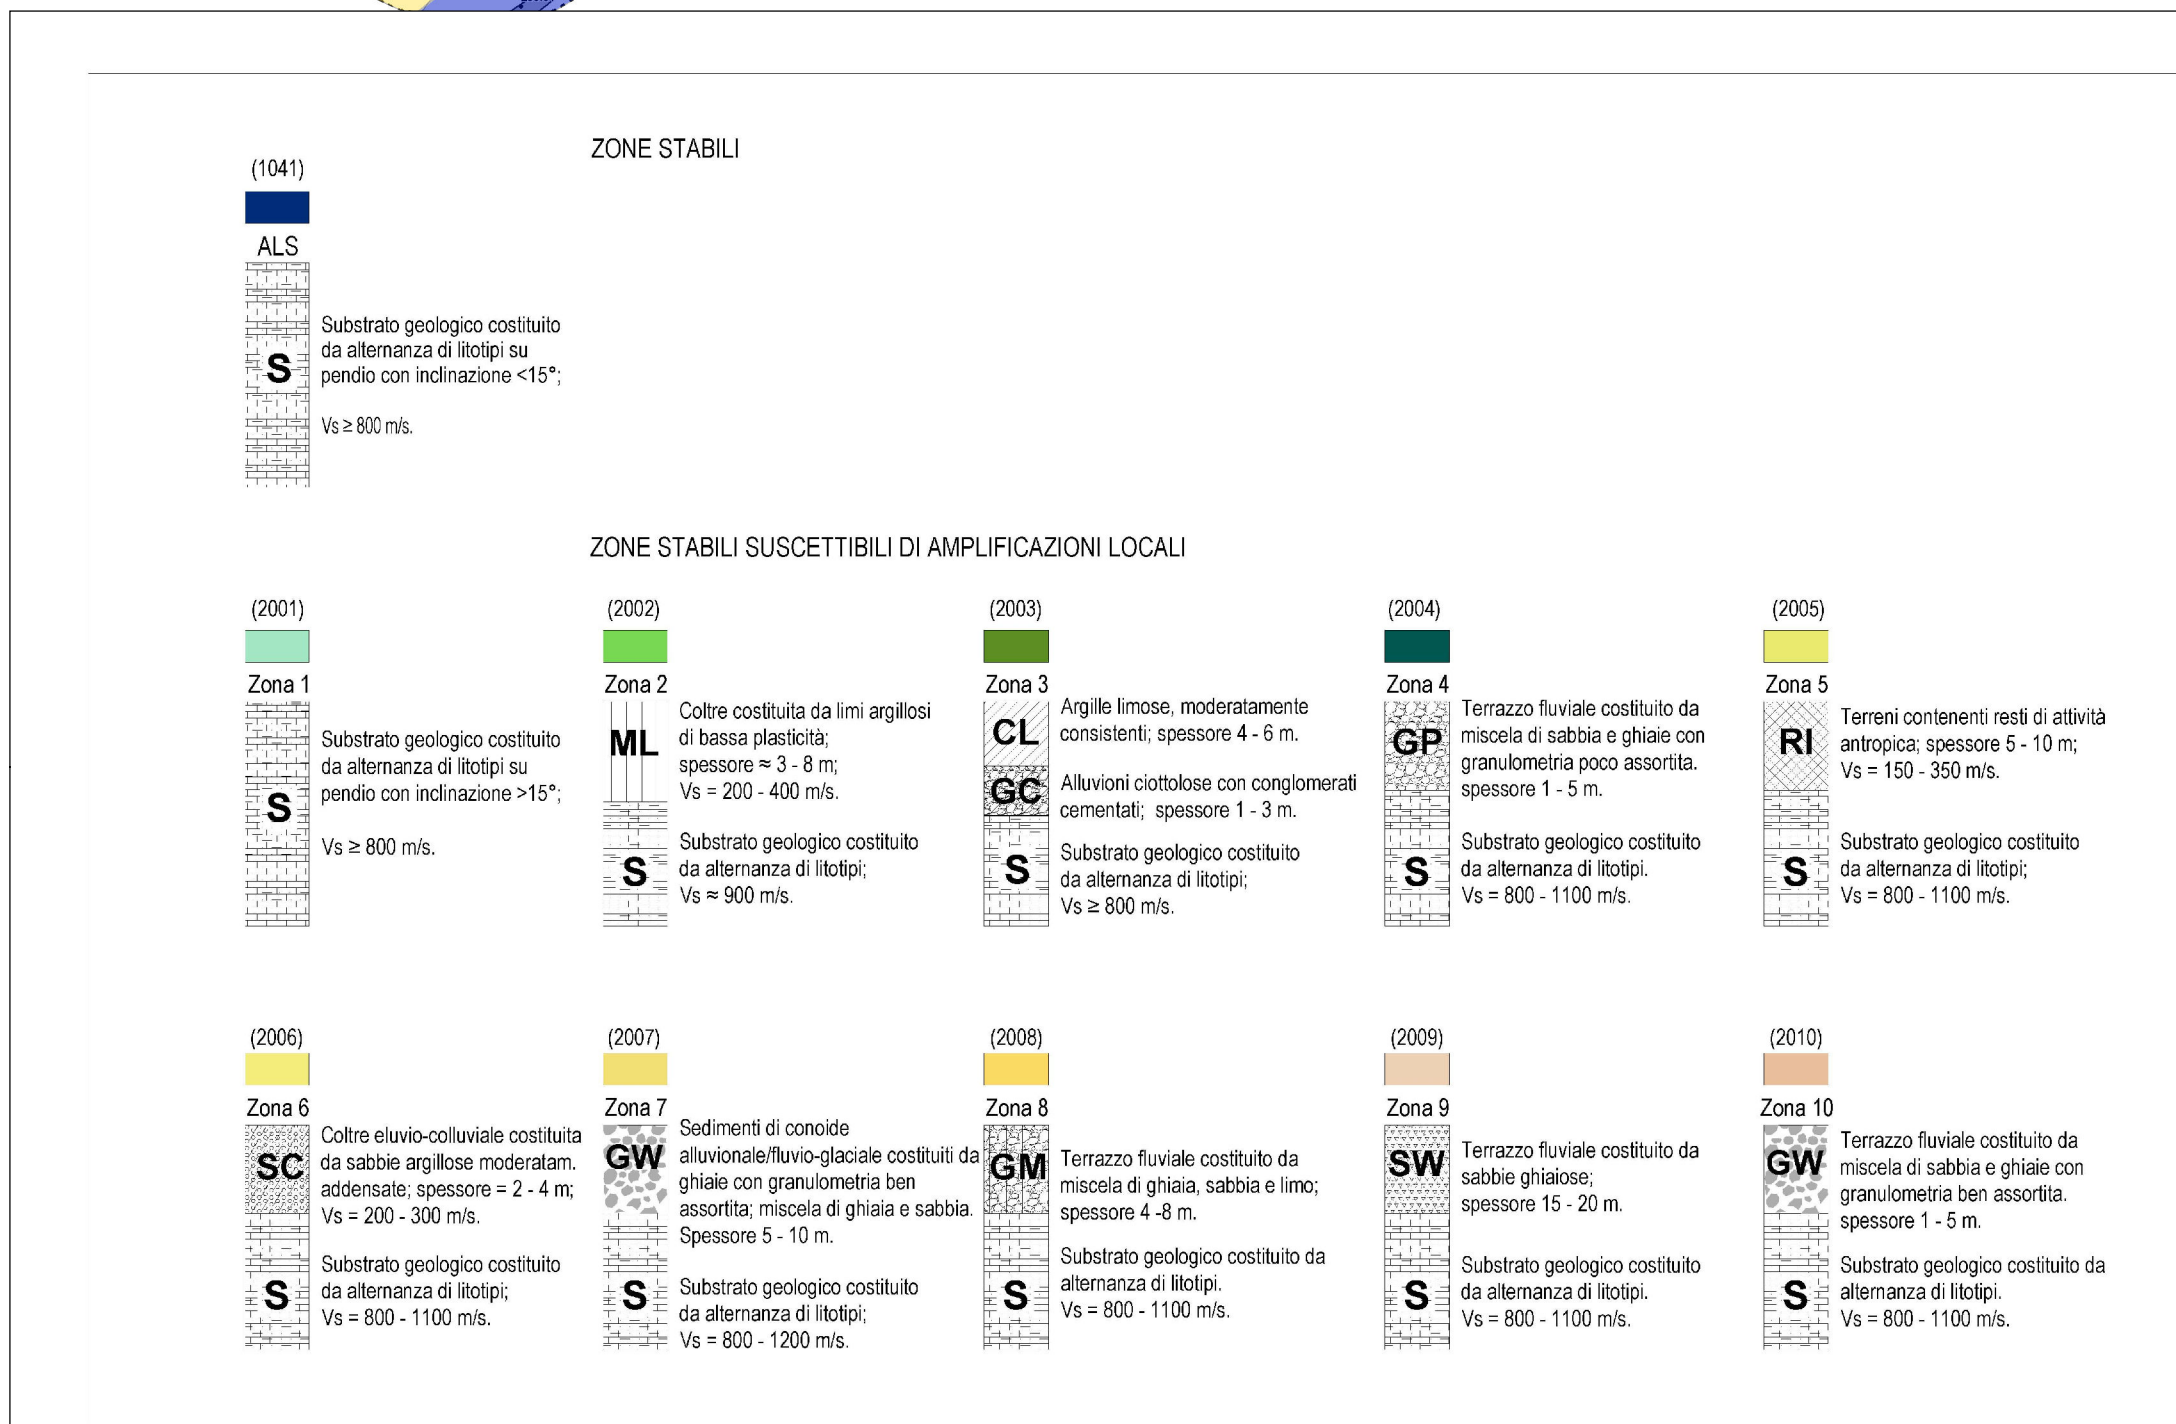 ZONE STABILI
(1041)
ALS
S
Substrato geologico costituito
da alternanza di litotipi su
pendio con inclinazione <15°;
Vs ≥ 800 m/s.
ZONE STABILI SUSCETTIBILI DI AMPLIFICAZIONI LOCALI
(2001)
Zona 1
S
Substrato geologico costituito
da alternanza di litotipi su
pendio con inclinazione >15°;
Vs ≥ 800 m/s.
(2002)
Zona 2
ML
Coltre costituita da limi argillosi
di bassa plasticità;
spessore ≈ 3 - 8 m;
Vs = 200 - 400 m/s.
S
Substrato geologico costituito
da alternanza di litotipi;
Vs ≈ 900 m/s.
(2003)
Zona 3
CL
Argille limose, moderatamente
consistenti; spessore 4 - 6 m.
GC
Alluvioni ciottolose con conglomerati
cementati; spessore 1 - 3 m.
S
Substrato geologico costituito
da alternanza di litotipi;
Vs ≥ 800 m/s.
(2004)
Zona 4
GP
Terrazzo fluviale costituito da
miscela di sabbia e ghiaie con
granulometria poco assortita.
spessore 1 - 5 m.
S
Substrato geologico costituito
da alternanza di litotipi.
Vs = 800 - 1100 m/s.
(2005)
Zona 5
RI
Terreni contenenti resti di attività
antropica; spessore 5 - 10 m;
Vs = 150 - 350 m/s.
S
Substrato geologico costituito
da alternanza di litotipi;
Vs = 800 - 1100 m/s.
(2006)
Zona 6
SC
Coltre eluvio-colluviale costituita
da sabbie argillose moderatam.
addensate; spessore = 2 - 4 m;
Vs = 200 - 300 m/s.
S
Substrato geologico costituito
da alternanza di litotipi;
Vs = 800 - 1100 m/s.
(2007)
Zona 7
GW
Sedimenti di conoide
alluvionale/fluvio-glaciale costituiti da
ghiaie con granulometria ben
assortita; miscela di ghiaia e sabbia.
Spessore 5 - 10 m.
S
Substrato geologico costituito
da alternanza di litotipi;
Vs = 800 - 1200 m/s.
(2008)
Zona 8
GM
Terrazzo fluviale costituito da
miscela di ghiaia, sabbia e limo;
spessore 4 -8 m.
S
Substrato geologico costituito da
alternanza di litotipi.
Vs = 800 - 1100 m/s.
(2009)
Zona 9
SW
Terrazzo fluviale costituito da
sabbie ghiaiose;
spessore 15 - 20 m.
S
Substrato geologico costituito
da alternanza di litotipi.
Vs = 800 - 1100 m/s.
(2010)
Zona 10
GW
Terrazzo fluviale costituito da
miscela di sabbia e ghiaie con
granulometria ben assortita.
spessore 1 - 5 m.
S
Substrato geologico costituito da
alternanza di litotipi.
Vs = 800 - 1100 m/s.